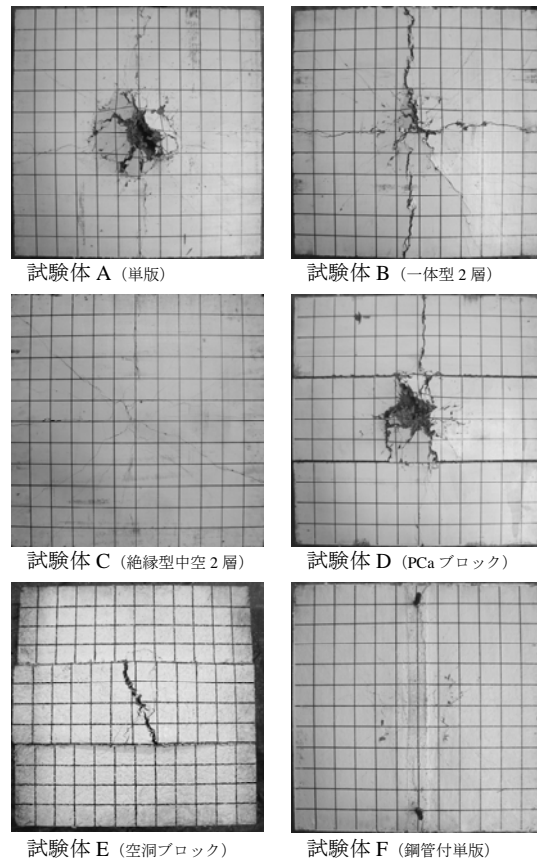 試験体 A（単版）
試験体 B（一体型 2 層）
試験体 C（絶縁型中空 2 層）
試験体 D（PCa ブロック）
試験体 E（空洞ブロック）
試験体 F（鋼管付単版）